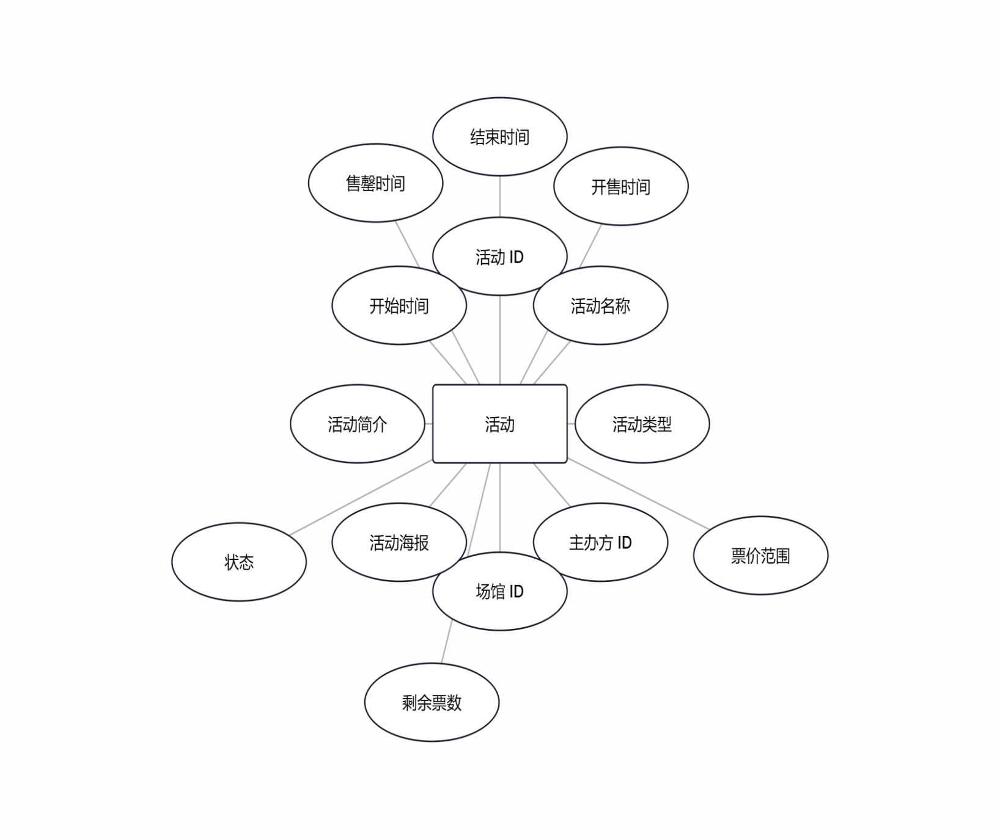 结束时间
售罄时间
开售时间
活动 ID
开始时间
活动名称
活动简介
活动
活动类型
活动海报
主办方 ID
票价范围
状态
场馆 ID
剩余票数